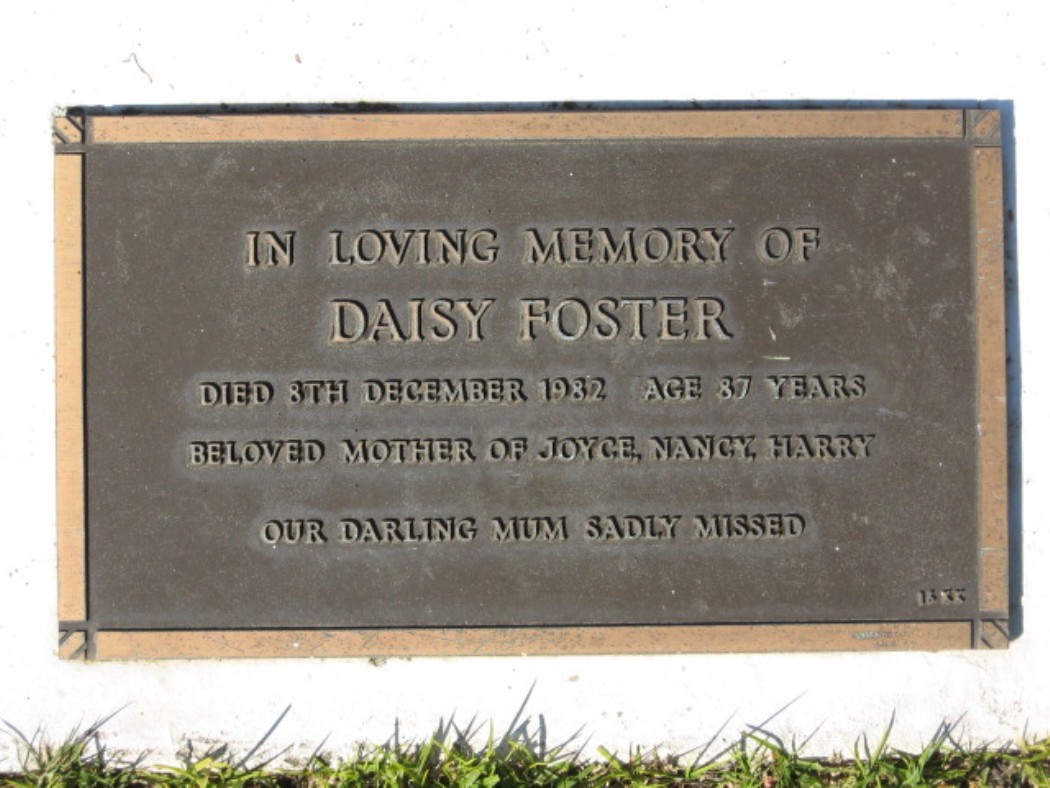 IN LOVING MEMORY OF
DAISY FOSTER
DIED 8TH DECEMBER 1982 AGE 87 YEARS
BELOVED MOTHER OF JOYCE, NANCY, HARRY
OUR DARLING MUM SADLY MISSED